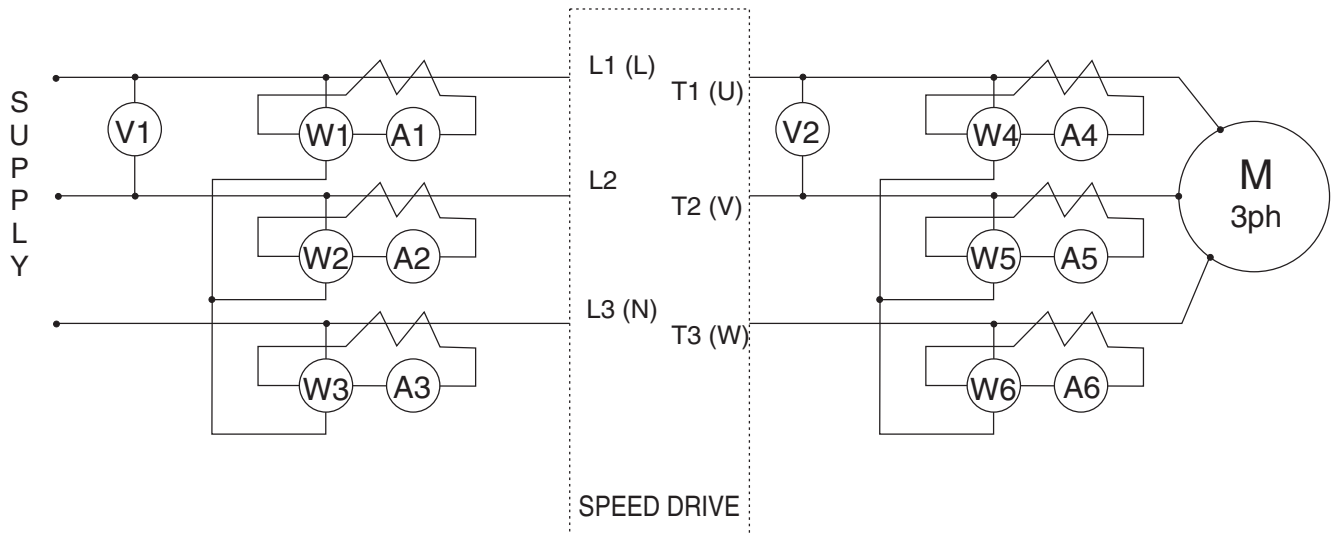 SUPPLY
V1
W1
A1
W2
A2
W3
A3
L1 (L)
L2
L3 (N)
SPEED DRIVE
T1 (U)
T2 (V)
T3 (W)
V2
W4
A4
W5
A5
W6
A6
M
3ph